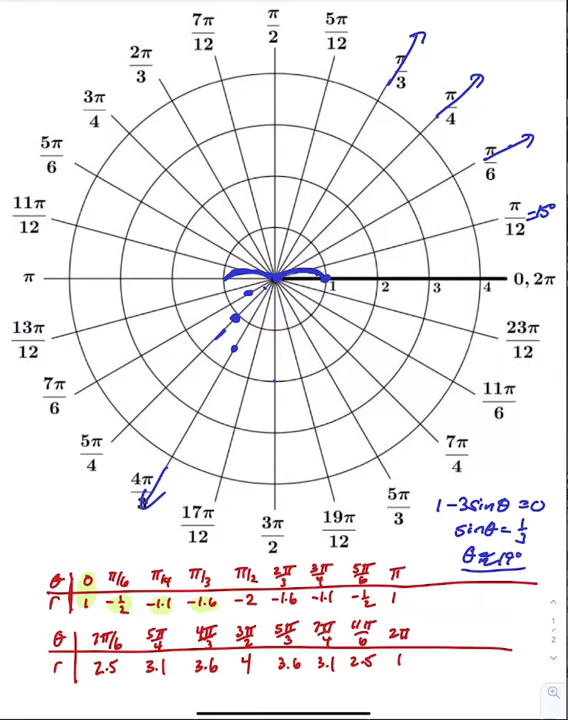 π/2
7π/12 5π/12
2π/3 π/3
3π/4 π/4
5π/6 π/6
11π/12 π/12 =15°
π 1 2 3 4 0, 2π
13π/12 23π/12
7π/6 11π/6
5π/4 7π/4
4π/3 5π/3
17π/12 3π/2 19π/12
1-3sinθ=0
sinθ=1/3
θ≈19°
θ 0 π/6 π/4 π/3 π/2 2π/3 3π/4 5π/6 π
r 1 -1/2 -1.1 -1.6 -2 -1.6 -1.1 -1/2 1
θ 7π/6 5π/4 4π/3 3π/2 5π/3 7π/4 11π/6 2π
r 2.5 3.1 3.6 4 3.6 3.1 2.5 1
1
2